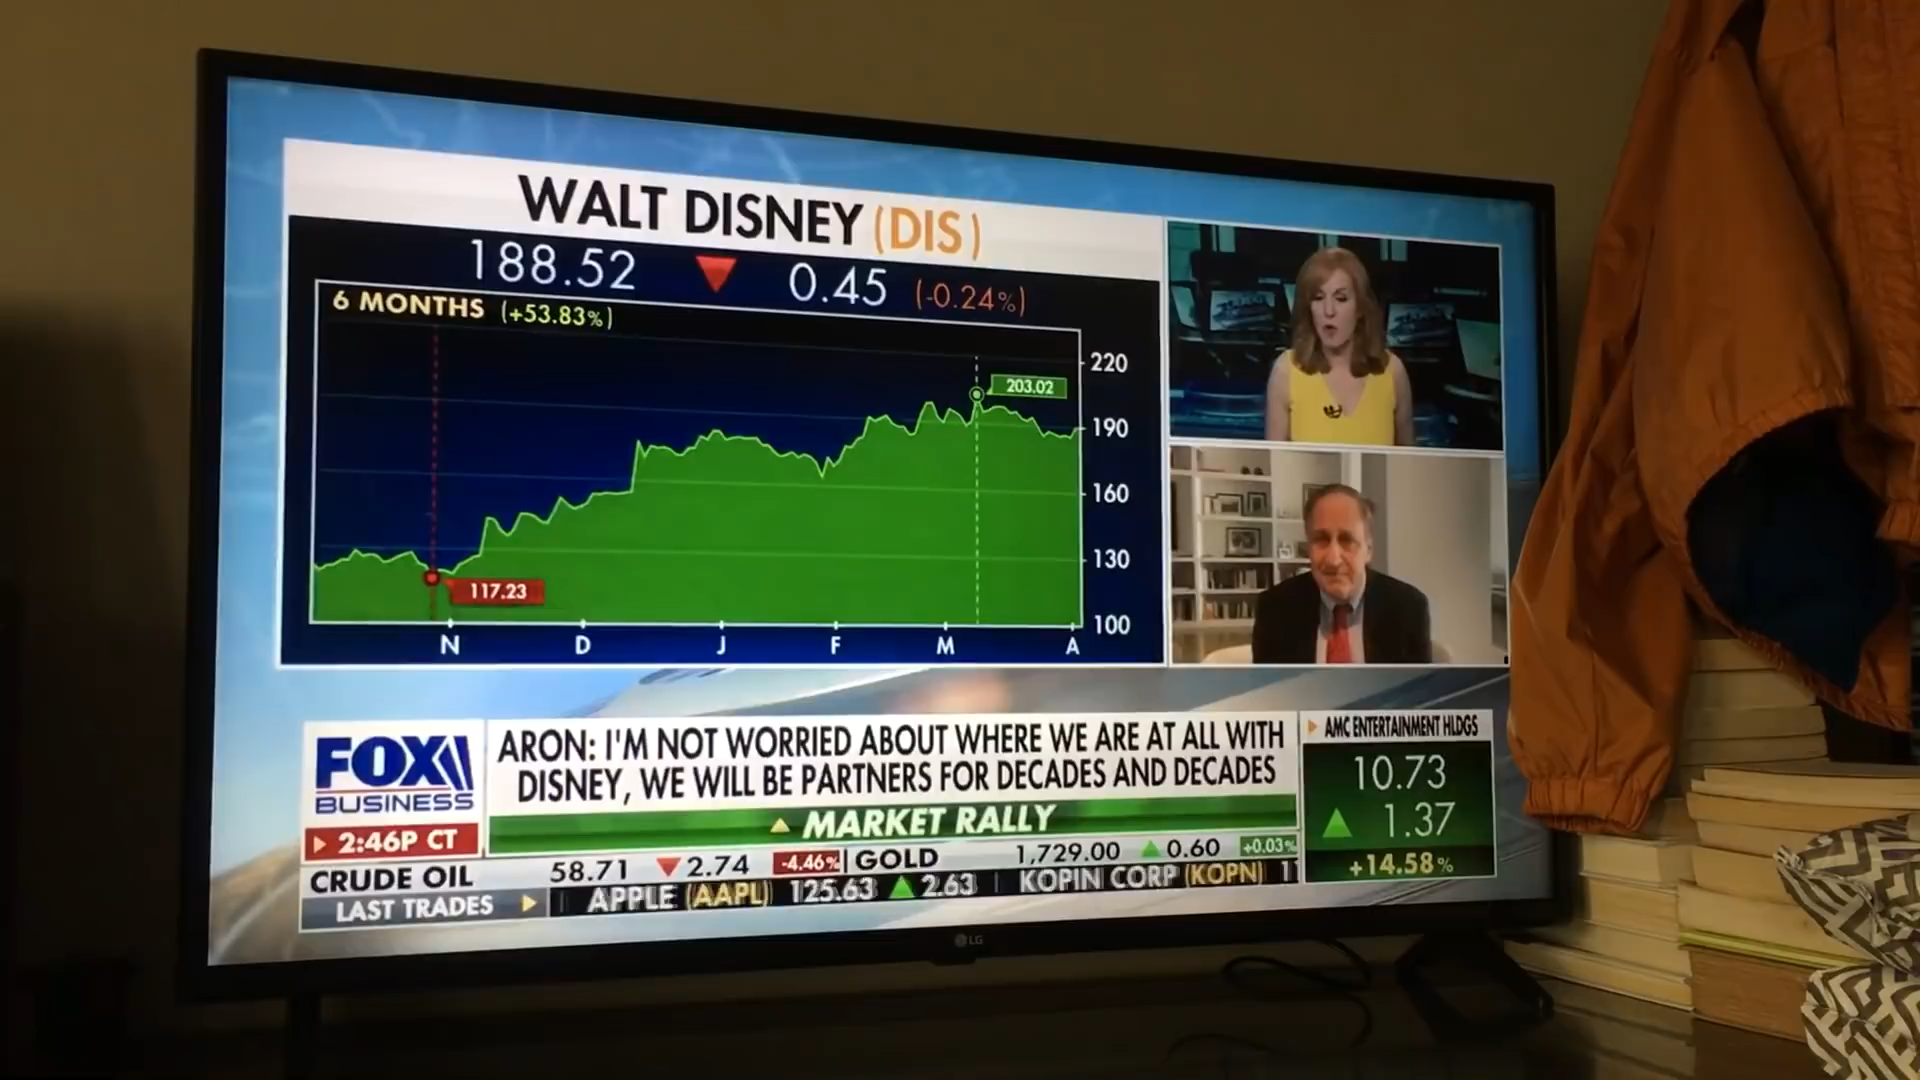 WALT DISNEY (DIS)
188.52 ▼ 0.45 (-0.24%)
6 MONTHS (+53.83%)
220
203.02
190
160
130
117.23
100
N D J F M A
FOX BUSINESS
ARON: I'M NOT WORRIED ABOUT WHERE WE ARE AT ALL WITH
DISNEY, WE WILL BE PARTNERS FOR DECADES AND DECADES
MARKET RALLY
AMC ENTERTAINMENT HLDGS
10.73
▲ 1.37
+14.58%
2:46P CT
CRUDE OIL 58.71 ▼ 2.74 -4.46% GOLD 1,729.00 ▲ 0.60 +0.03%
LAST TRADES APPLE (AAPL) 125.63 ▲ 2.63 KOPIN CORP (KOPN) 11
LG